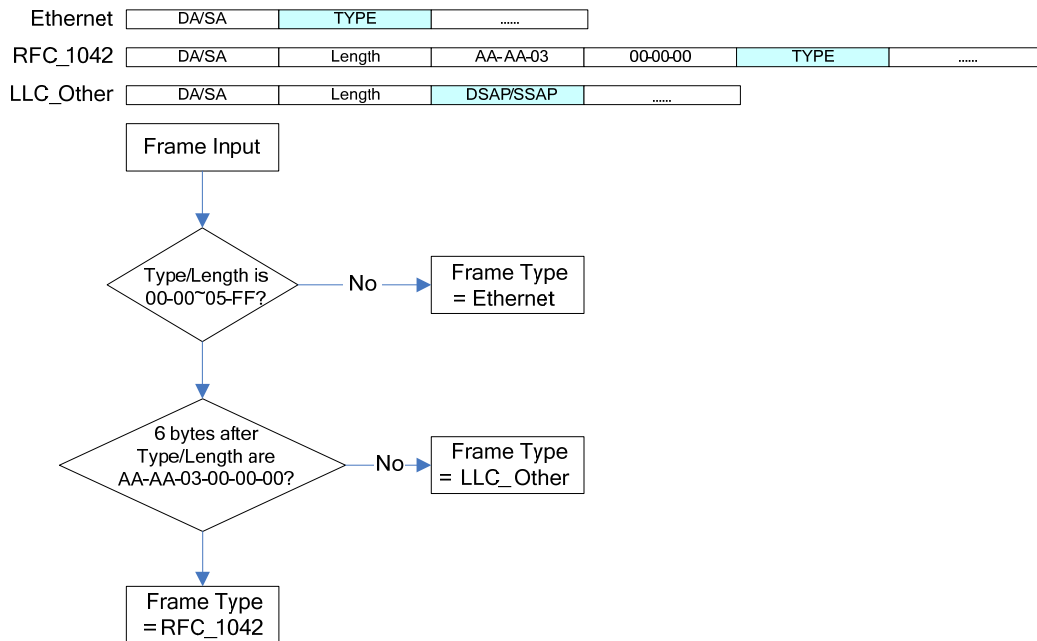 Ethernet DA/SA TYPE ......
RFC_1042 DA/SA Length AA-AA-03 00-00-00 TYPE ......
LLC_Other DA/SA Length DSAP/SSAP ......
Frame Input
Type/Length is
00-00~05-FF?
No
Frame Type
= Ethernet
6 bytes after
Type/Length are
AA-AA-03-00-00-00?
No
Frame Type
= LLC_Other
Frame Type
=RFC_1042